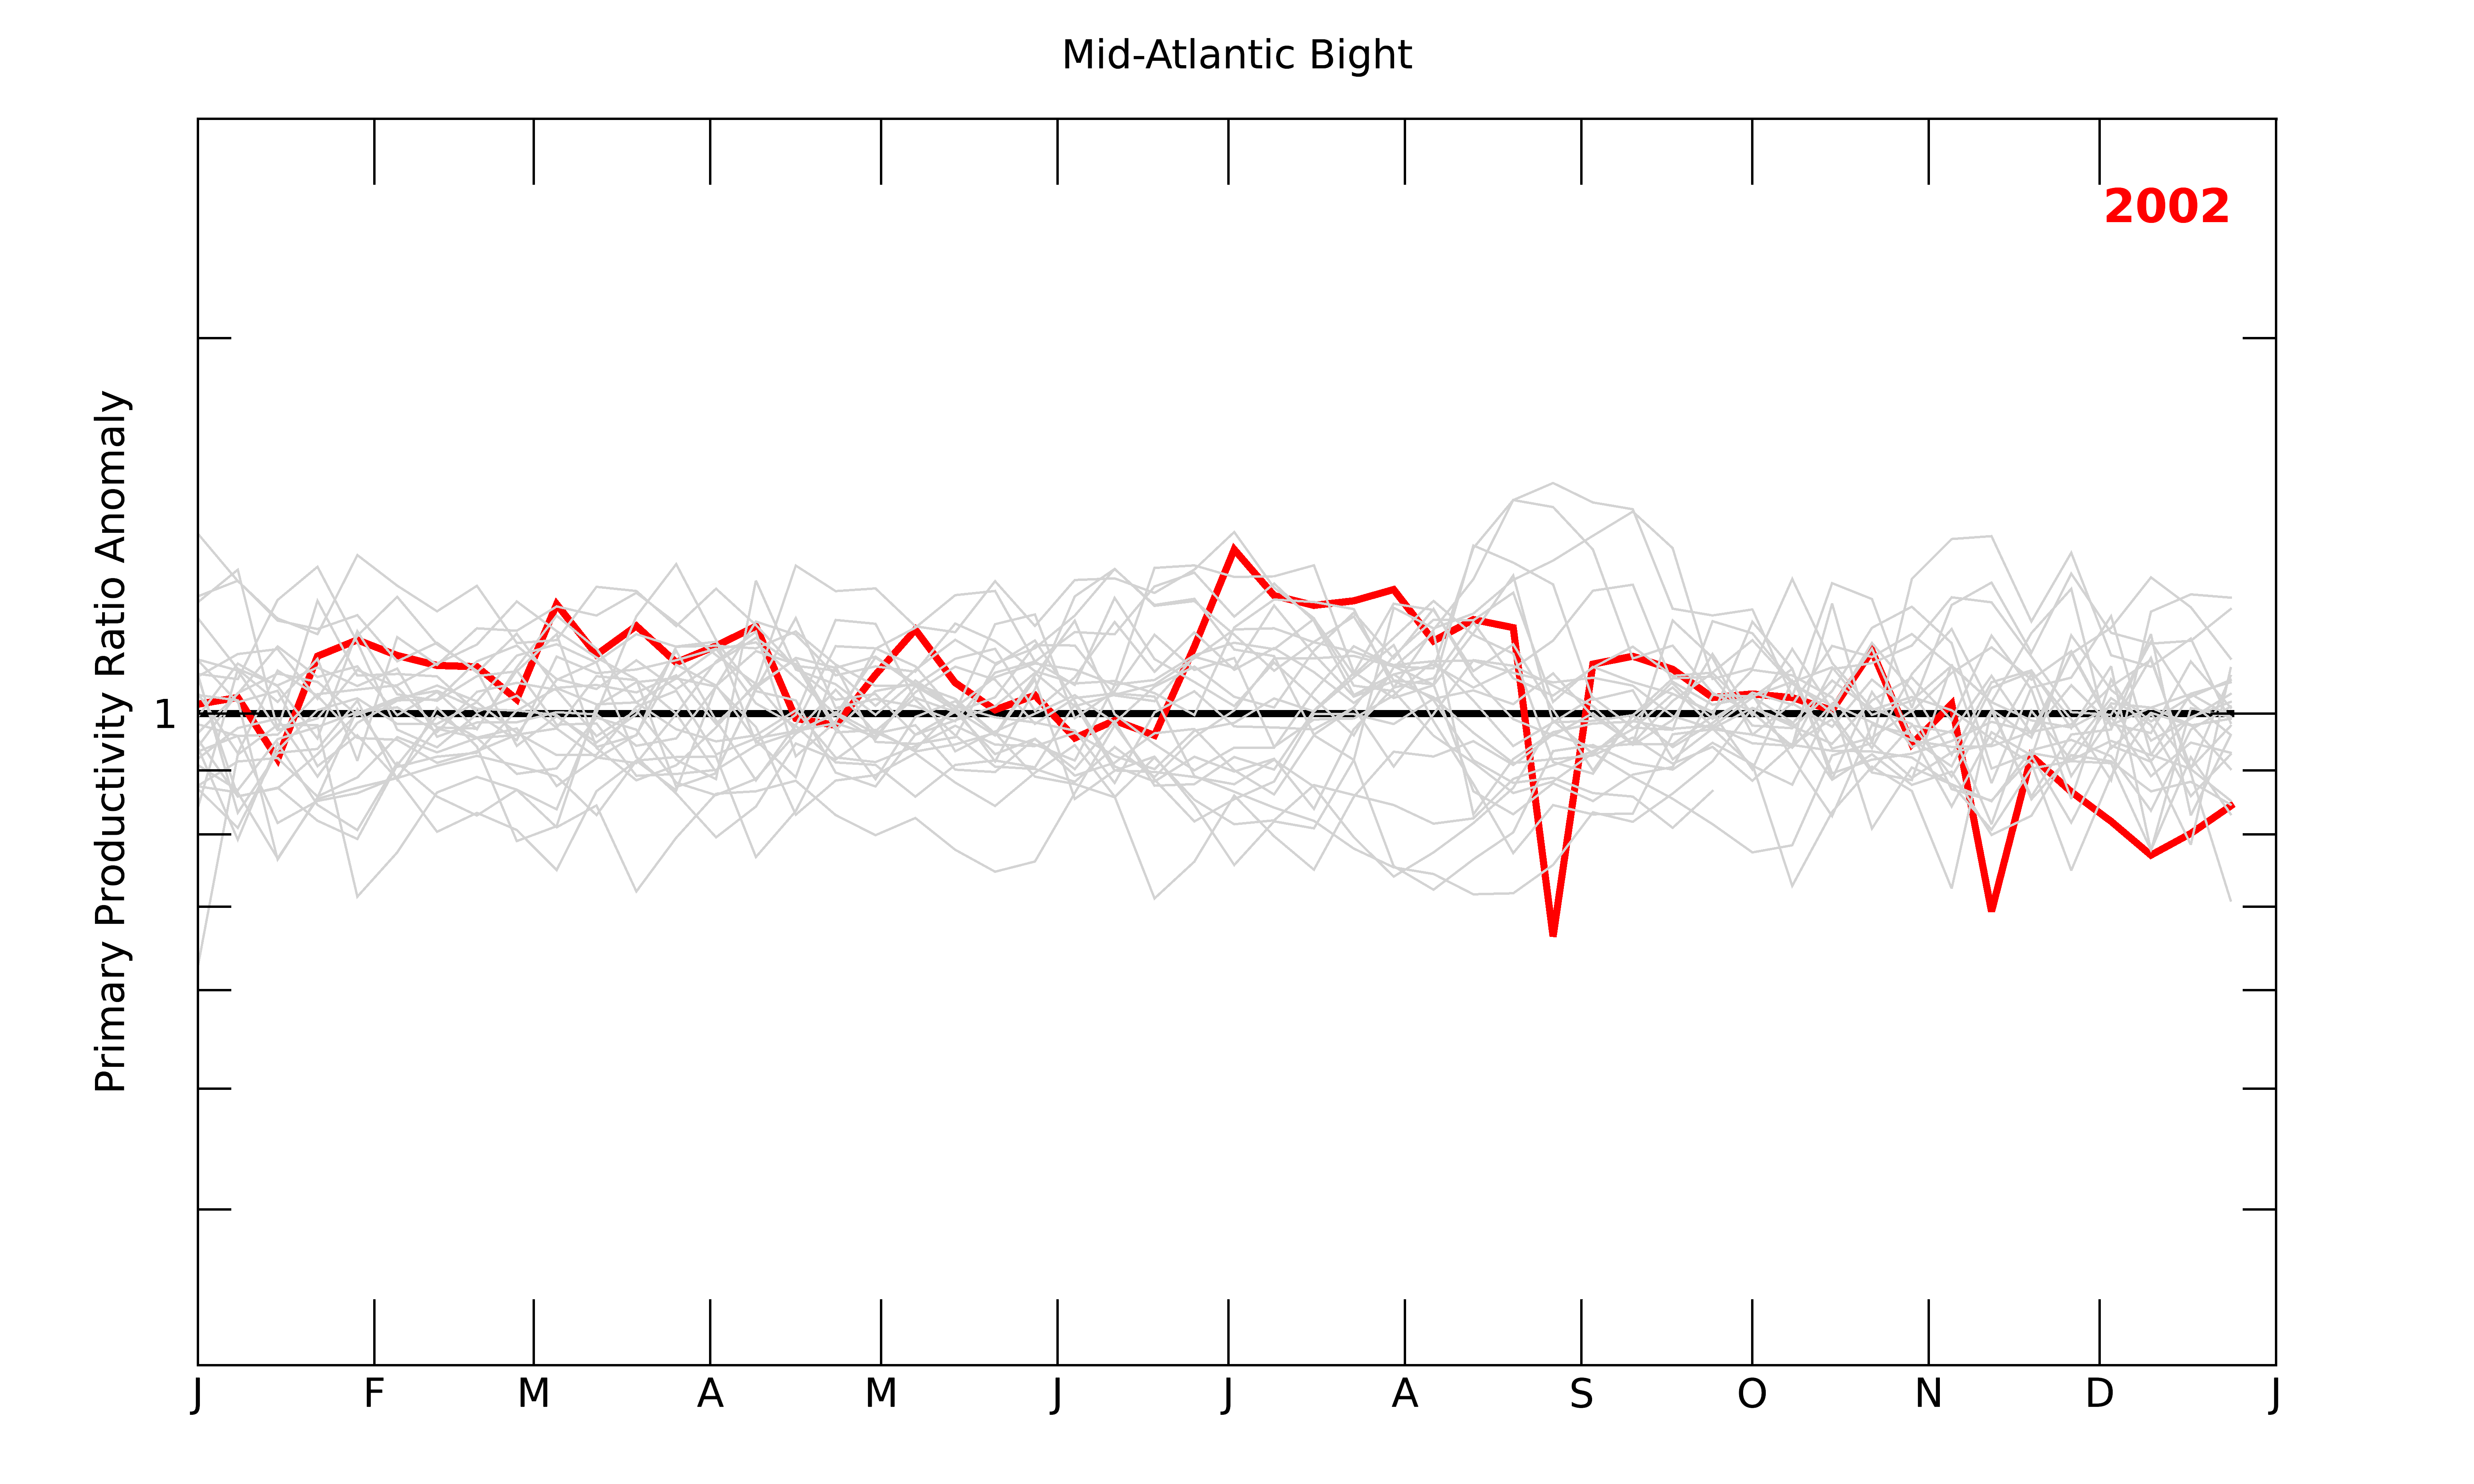 Mid-Atlantic Bight
2002
Primary Productivity Ratio Anomaly
1
J F M A M J J A S O N D J